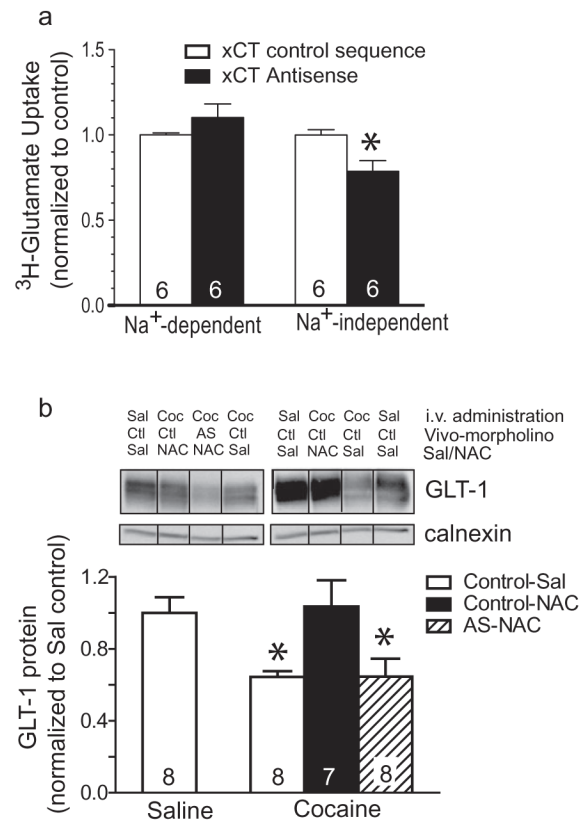 a
xCT control sequence
xCT Antisense
³H-Glutamate Uptake
(normalized to control)
1.5
1.0
0.5
0.0
*
6 6 6 6
Na⁺-dependent Na⁺-independent
b
Sal Coc Coc Coc Sal Coc Coc Sal i.v. administration
Ctl Ctl AS Ctl Ctl Ctl Ctl Ctl Vivo-morpholino
Sal NAC NAC Sal Sal NAC Sal Sal Sal/NAC
GLT-1
calnexin
GLT-1 protein
(normalized to Sal control)
1.2
0.8
0.4
0.0
Control-Sal
Control-NAC
AS-NAC
* *
8 8 7 8
Saline Cocaine